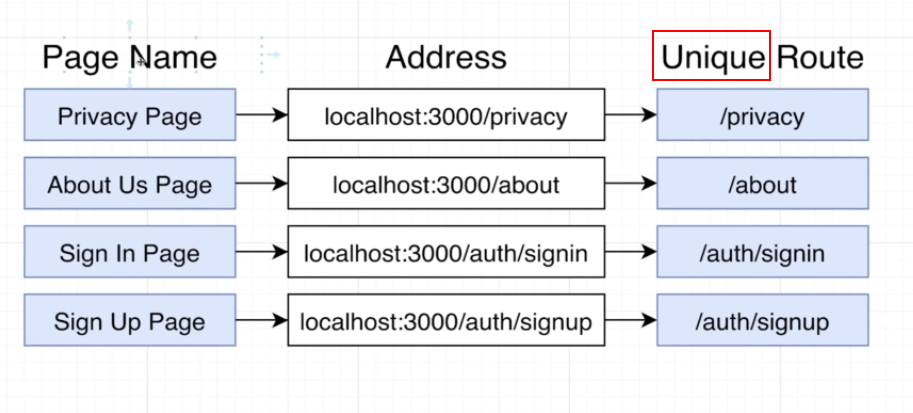 Page Name Address Unique Route
Privacy Page localhost:3000/privacy /privacy
About Us Page localhost:3000/about /about
Sign In Page localhost:3000/auth/signin /auth/signin
Sign Up Page localhost:3000/auth/signup /auth/signup